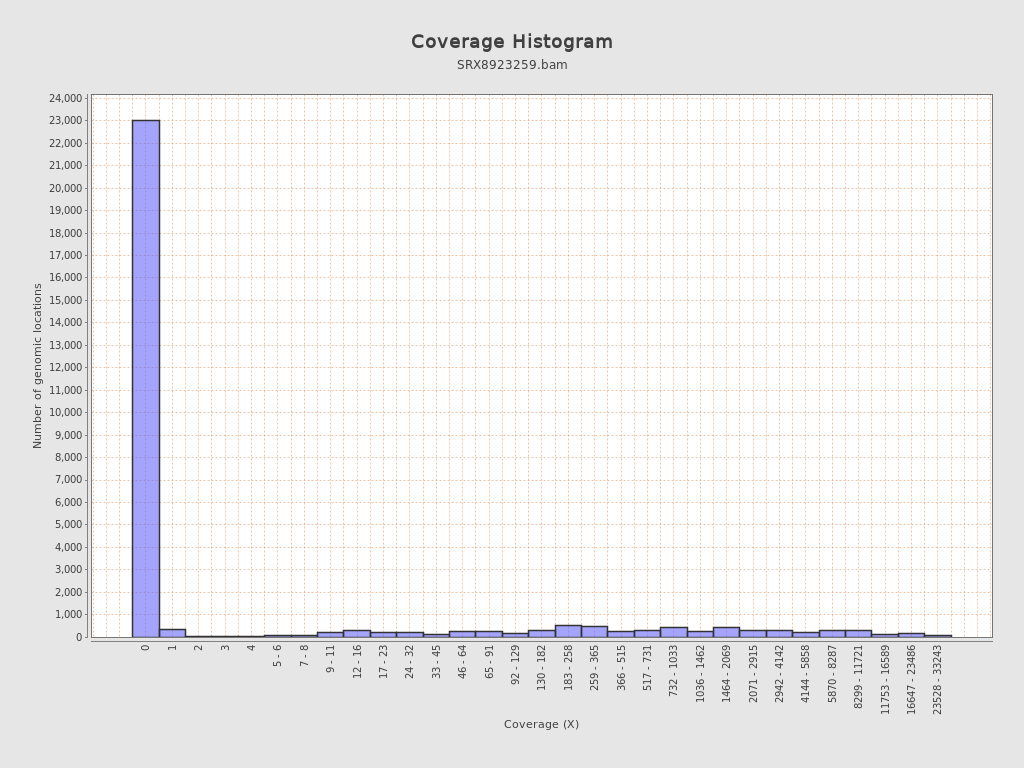 Coverage Histogram
SRX8923259.bam
24,000
23,000
22,000
21,000
20,000
19,000
18,000
17,000
16,000
15,000
14,000
13,000
12,000
11,000
10,000
9,000
8,000
7,000
6,000
5,000
4,000
3,000
2,000
1,000
0
Number of genomic locations
0
1
2
3
4
5 - 6
7 - 8
9 - 11
12 - 16
17 - 23
24 - 32
33 - 45
46 - 64
65 - 91
92 - 129
130 - 182
183 - 258
259 - 365
366 - 515
517 - 731
732 - 1033
1036 - 1462
1464 - 2069
2071 - 2915
2942 - 4142
4144 - 5858
5870 - 8287
8299 - 11721
11753 - 16589
16647 - 23486
23528 - 33243
Coverage (X)